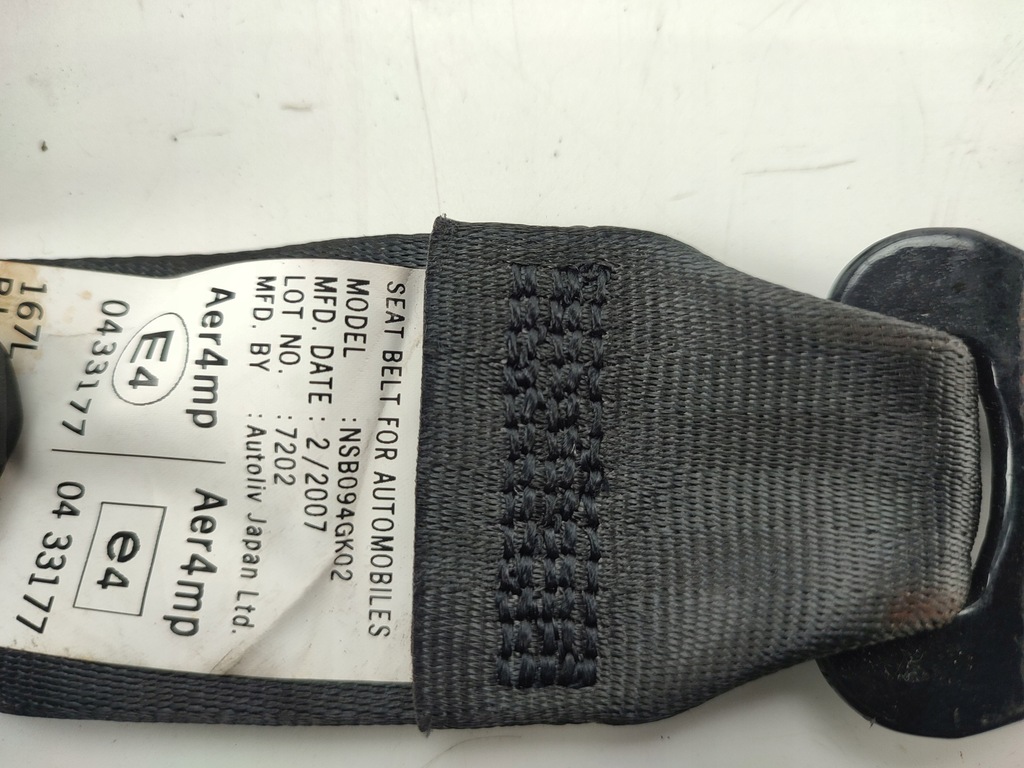 SEAT BELT FOR AUTOMOBILES
MODEL : NSB094GK02
MFD. DATE : 2/2007
LOT NO. : 7202
MFD. BY : Autoliv Japan Ltd.
Aer4mp
E4
0433177
Aer4mp
e4
04 33177
167L